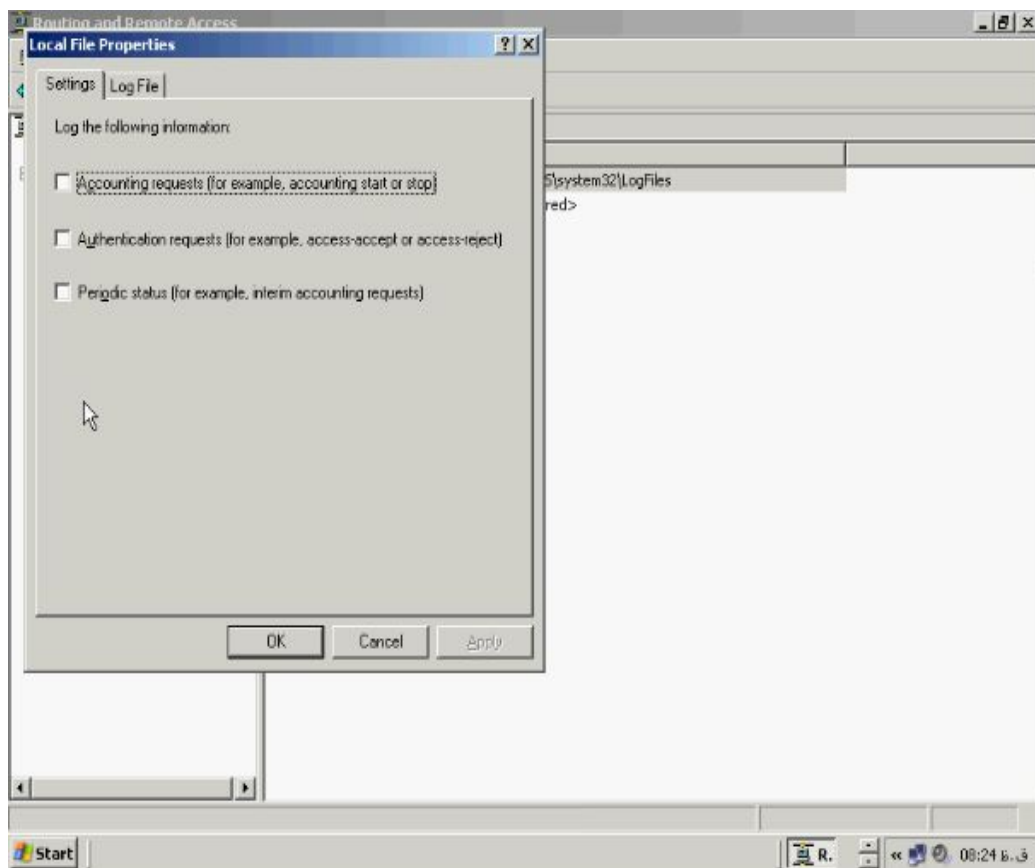 Routing and Remote Access
Local File Properties
Settings
Log File
Log the following information:
Accounting requests (for example, accounting start or stop)
5\system32\LogFiles
red>
Authentication requests (for example, access-accept or access-reject)
Periodic status (for example, interim accounting requests)
OK
Cancel
Apply
Start
R.
08:24 ق.ظ